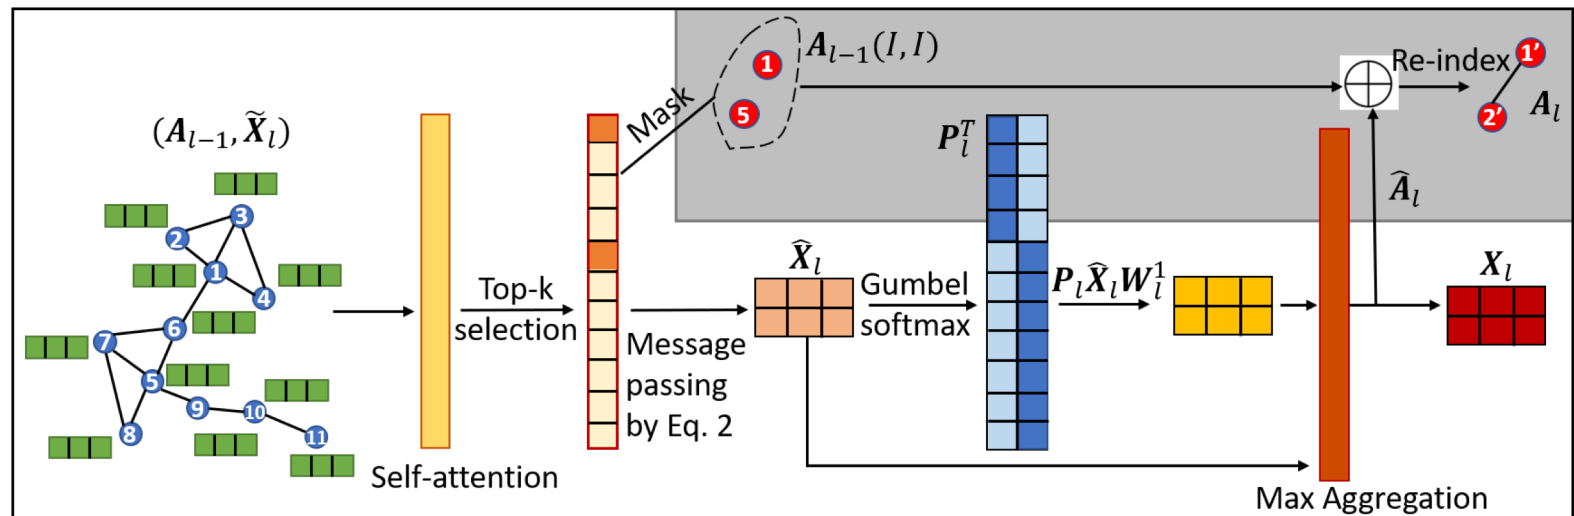 (A_{l-1}, X̃_l)
3
2
1
4
6
7
5
9
10
8
11
Self-attention
Top-k
selection
Mask
1
5
A_{l-1}(I, I)
Message
passing
by Eq. 2
X̂_l
Gumbel
softmax
P_l^T
P_l X̂_l W_l^1
Max Aggregation
Â_l
Re-index
1'
2'
A_l
X_l